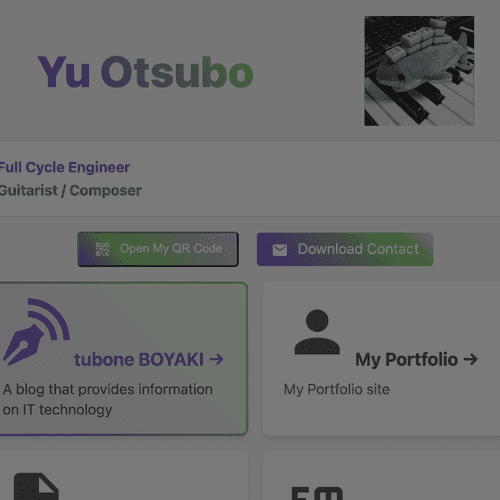 Yu Otsubo
Full Cycle Engineer
Guitarist / Composer
Open My QR Code
Download Contact
tubone BOYAKI →
A blog that provides information
on IT technology
My Portfolio →
My Portfolio site